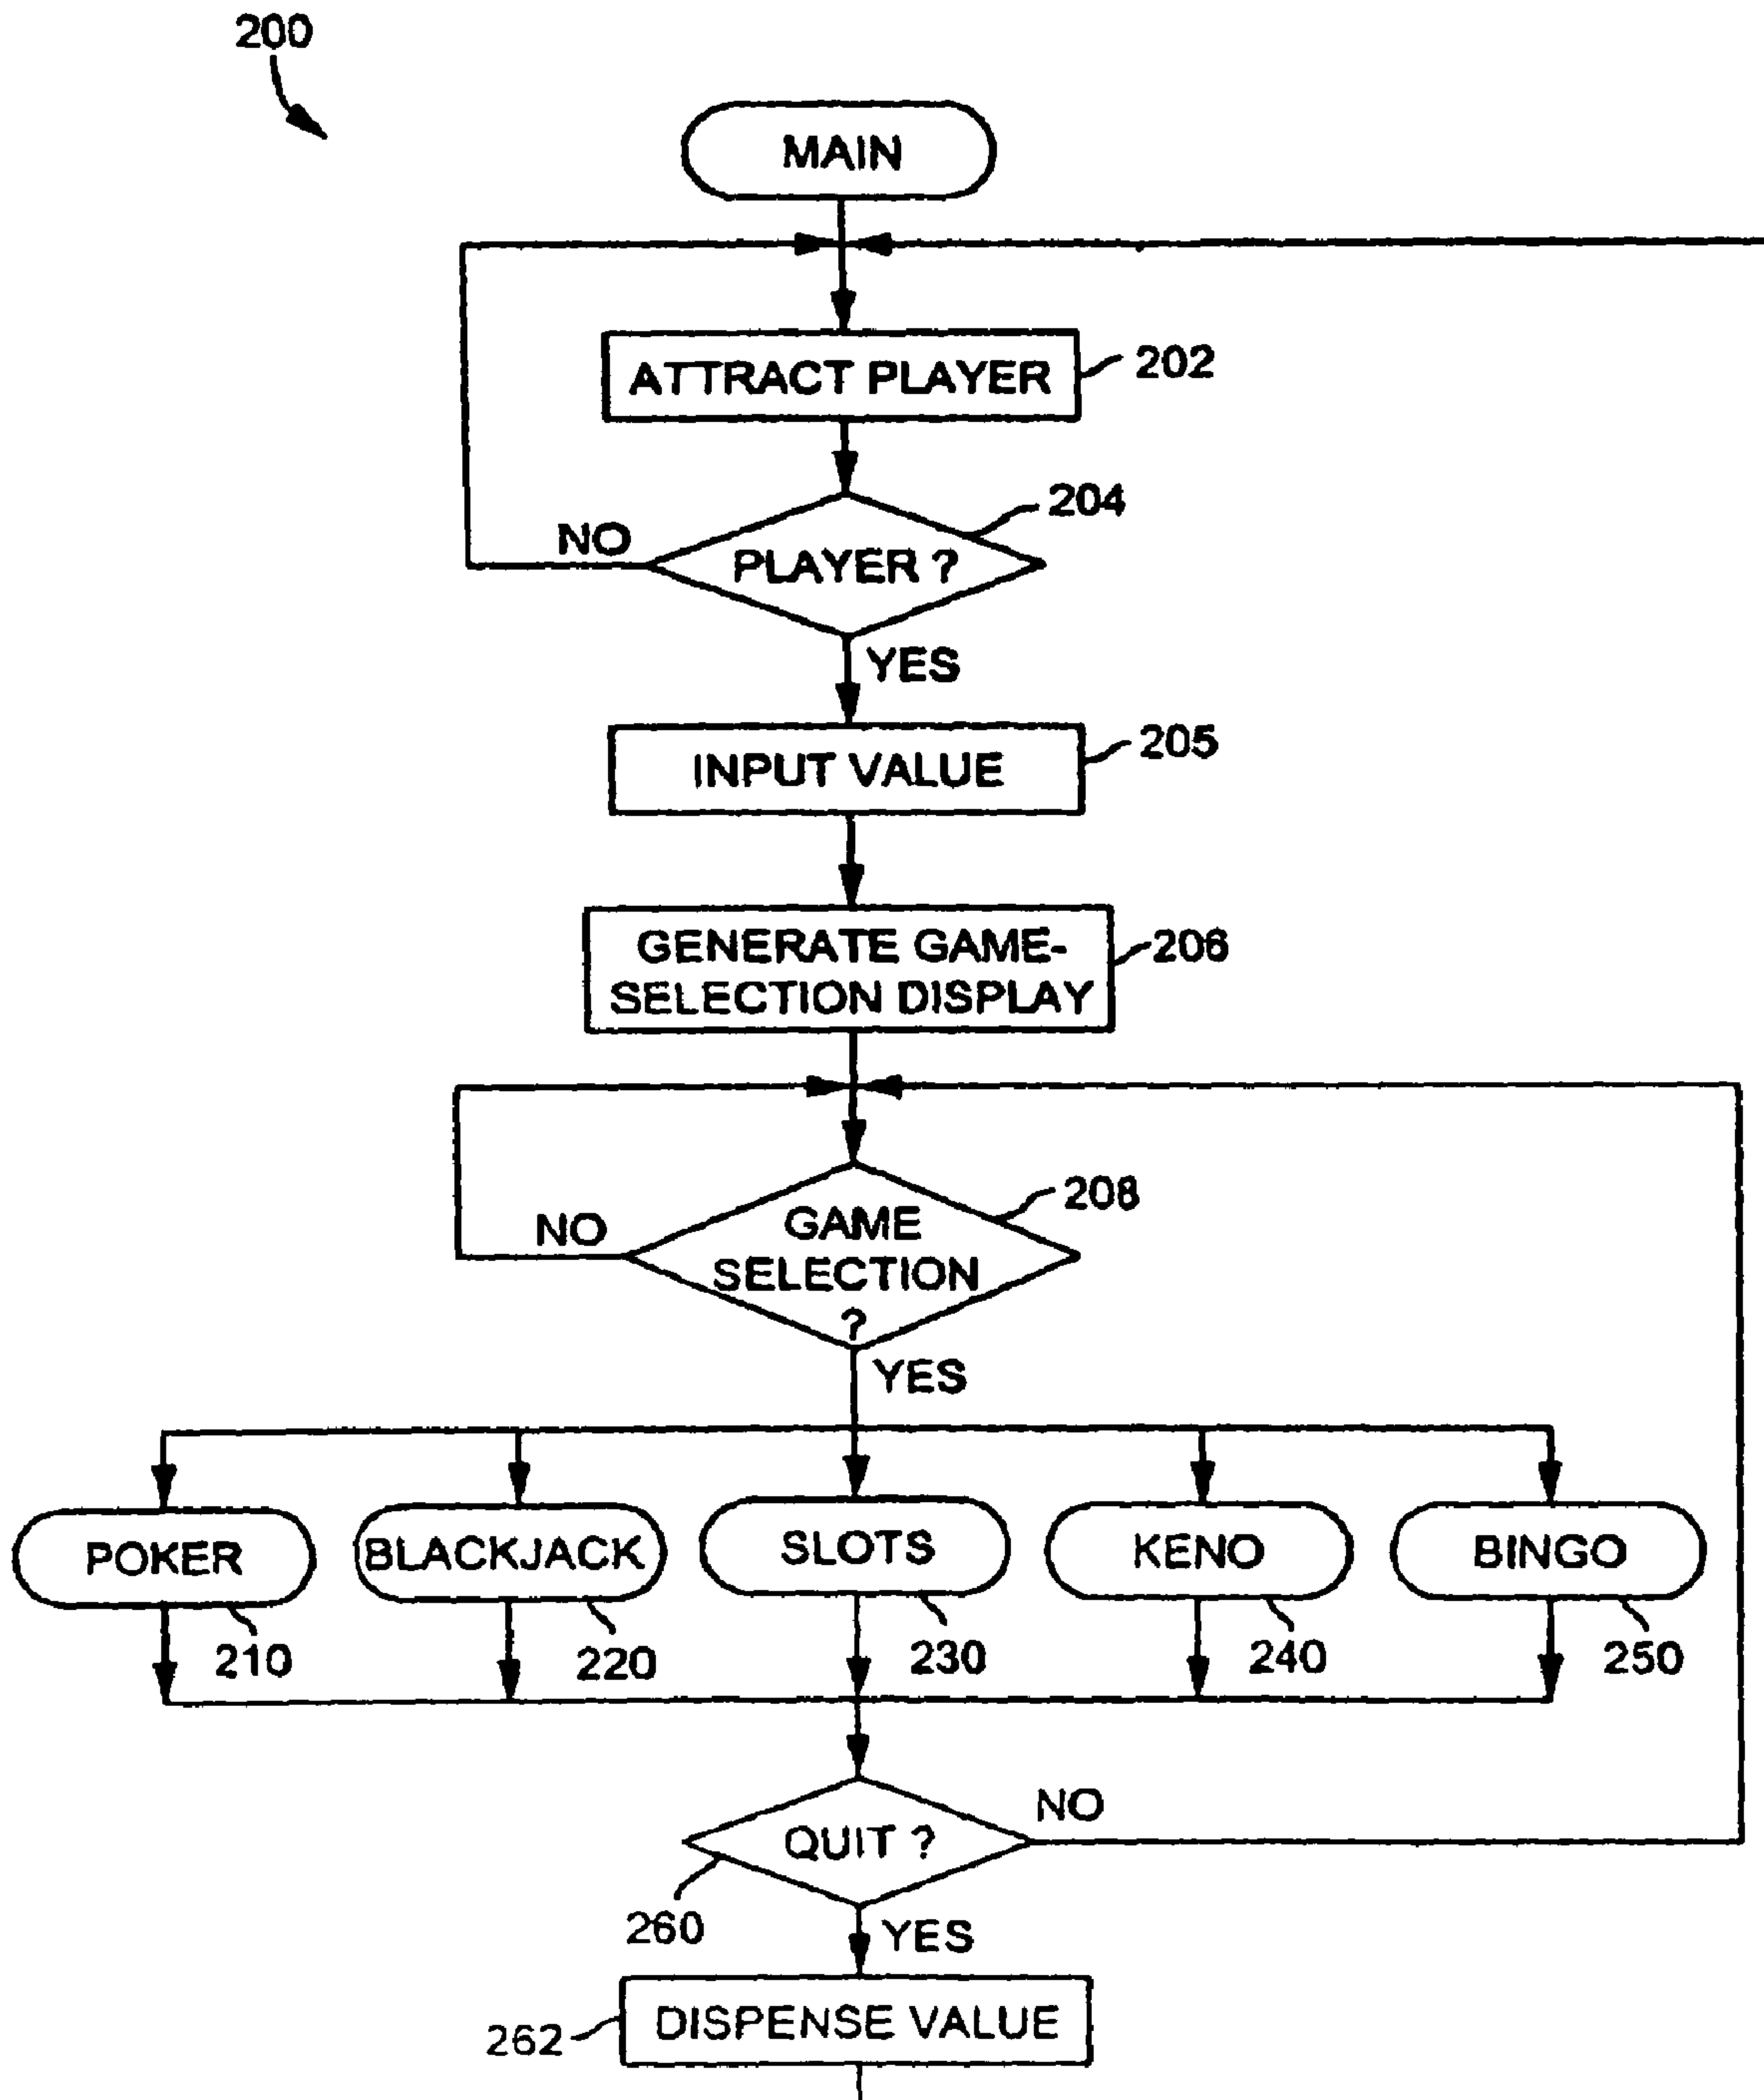 200
MAIN
ATTRACT PLAYER
202
204
NO
PLAYER ?
YES
INPUT VALUE
205
GENERATE GAME-
SELECTION DISPLAY
206
208
NO
GAME
SELECTION
?
YES
POKER
BLACKJACK
SLOTS
KENO
BINGO
210
220
230
240
250
NO
QUIT ?
260
YES
DISPENSE VALUE
262